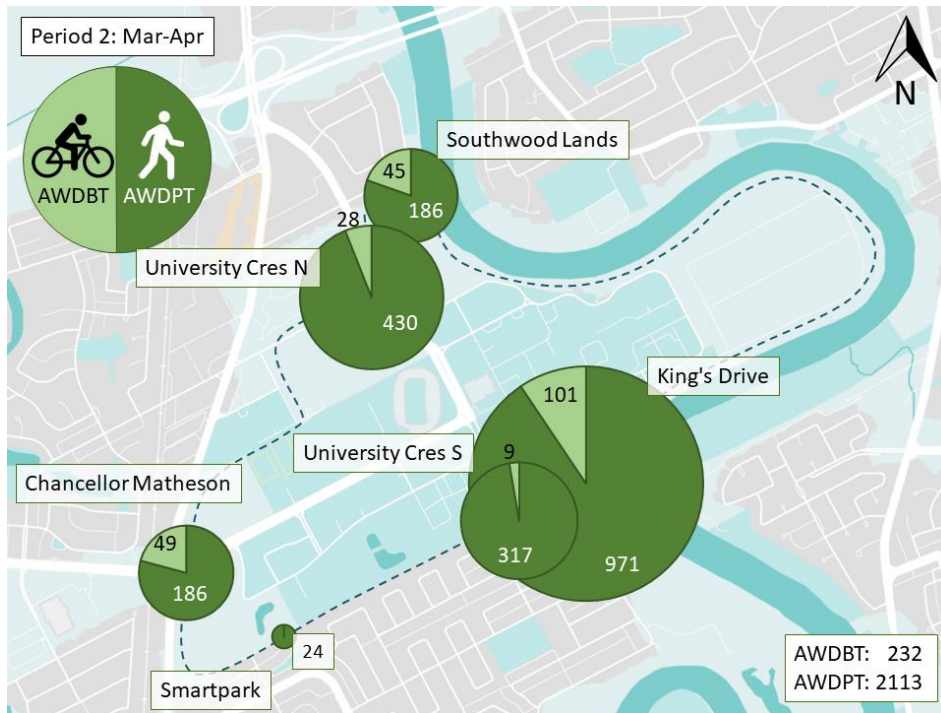 Period 2: Mar-Apr
N
AWDBT AWDPT
Southwood Lands
45
186
28
University Cres N
430
King's Drive
101
University Cres S
9
317
971
Chancellor Matheson
49
186
24
Smartpark
AWDBT: 232
AWDPT: 2113